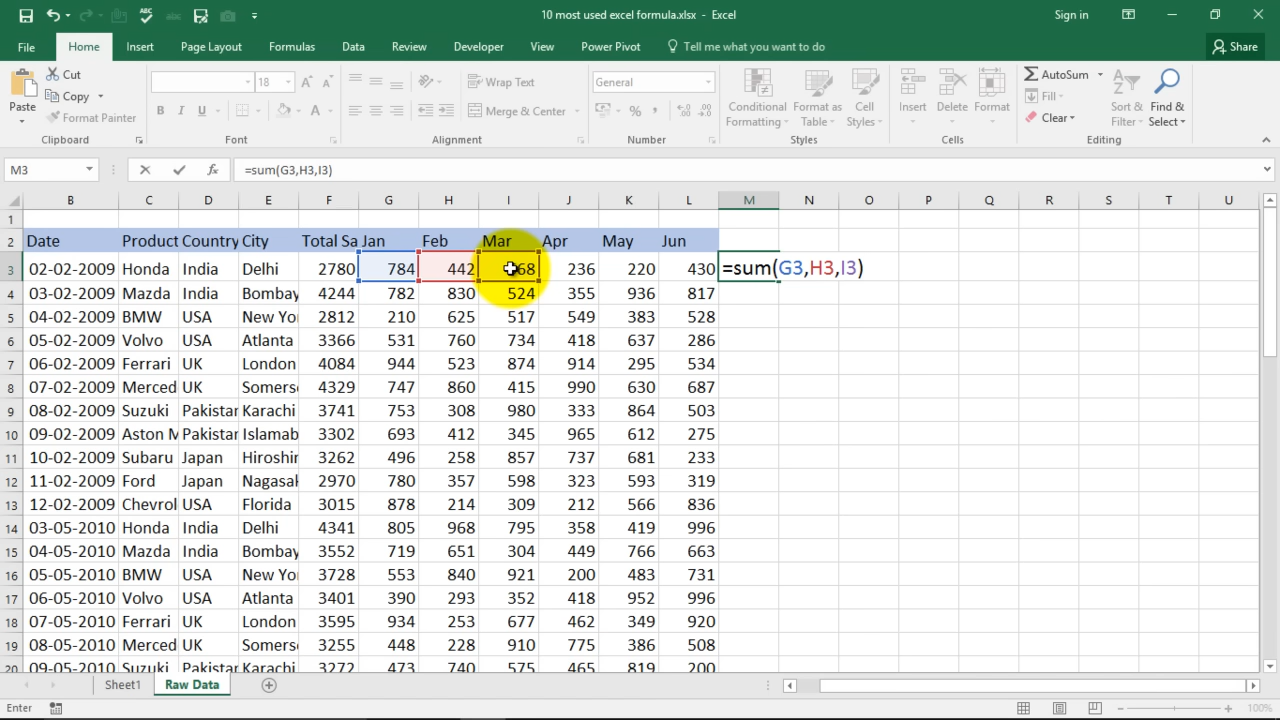 10 most used excel formula.xlsx - Excel
Sign in
File Home Insert Page Layout Formulas Data Review Developer View Power Pivot Tell me what you want to do Share
Paste Cut Copy Format Painter
18
Wrap Text Merge & Center
General
Conditional Formatting Format as Table Cell Styles
Insert Delete Format
AutoSum Fill Clear
Sort & Filter Find & Select
Clipboard Font Alignment Number Styles Cells Editing
M3 =sum(G3,H3,I3)
B C D E F G H I J K L M N O P Q R S T U
1
2 Date Product Country City Total Sa Jan Feb Mar Apr May Jun
3 02-02-2009 Honda India Delhi 2780 784 442 68 236 220 430 =sum(G3,H3,I3)
4 03-02-2009 Mazda India Bombay 4244 782 830 524 355 936 817
5 04-02-2009 BMW USA New Yo 2812 210 625 517 549 383 528
6 05-02-2009 Volvo USA Atlanta 3366 531 760 734 418 637 286
7 06-02-2009 Ferrari UK London 4084 944 523 874 914 295 534
8 07-02-2009 Merced UK Somerse 4329 747 860 415 990 630 687
9 08-02-2009 Suzuki Pakistan Karachi 3741 753 308 980 333 864 503
10 09-02-2009 Aston M Pakistan Islamab 3302 693 412 345 965 612 275
11 10-02-2009 Subaru Japan Hiroshi 3262 496 258 857 737 681 233
12 11-02-2009 Ford Japan Nagasak 2970 780 357 598 323 593 319
13 12-02-2009 Chevrol USA Florida 3015 878 214 309 212 566 836
14 03-05-2010 Honda India Delhi 4341 805 968 795 358 419 996
15 04-05-2010 Mazda India Bombay 3552 719 651 304 449 766 663
16 05-05-2010 BMW USA New Yo 3728 553 840 921 200 483 731
17 06-05-2010 Volvo USA Atlanta 3401 390 293 352 418 952 996
18 07-05-2010 Ferrari UK London 3595 934 253 677 462 349 920
19 08-05-2010 Merced UK Somerse 3255 448 228 910 775 386 508
20 09-05-2010 Suzuki Pakistan Karachi 3272 473 740 575 465 819 200
Sheet1 Raw Data
Enter 100%